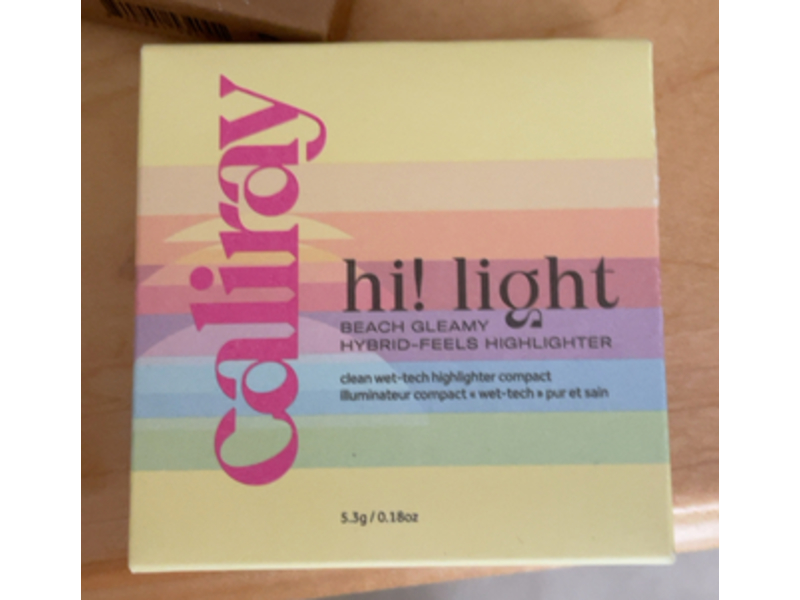 caliray
hi! light
BEACH GLEAMY
HYBRID-FEELS HIGHLIGHTER
clean wet-tech highlighter compact
illuminateur compact « wet-tech » pur et sain
5.3g / 0.18oz